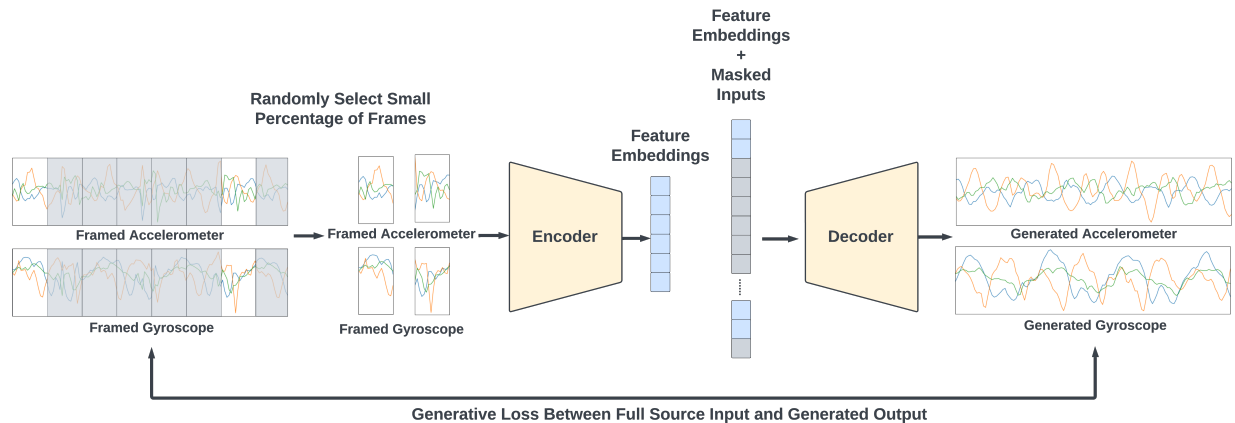 Feature
Embeddings
+
Masked
Inputs
Randomly Select Small
Percentage of Frames
Feature
Embeddings
Framed Accelerometer
Framed Accelerometer
Encoder
Decoder
Generated Accelerometer
Framed Gyroscope
Framed Gyroscope
Generated Gyroscope
Generative Loss Between Full Source Input and Generated Output